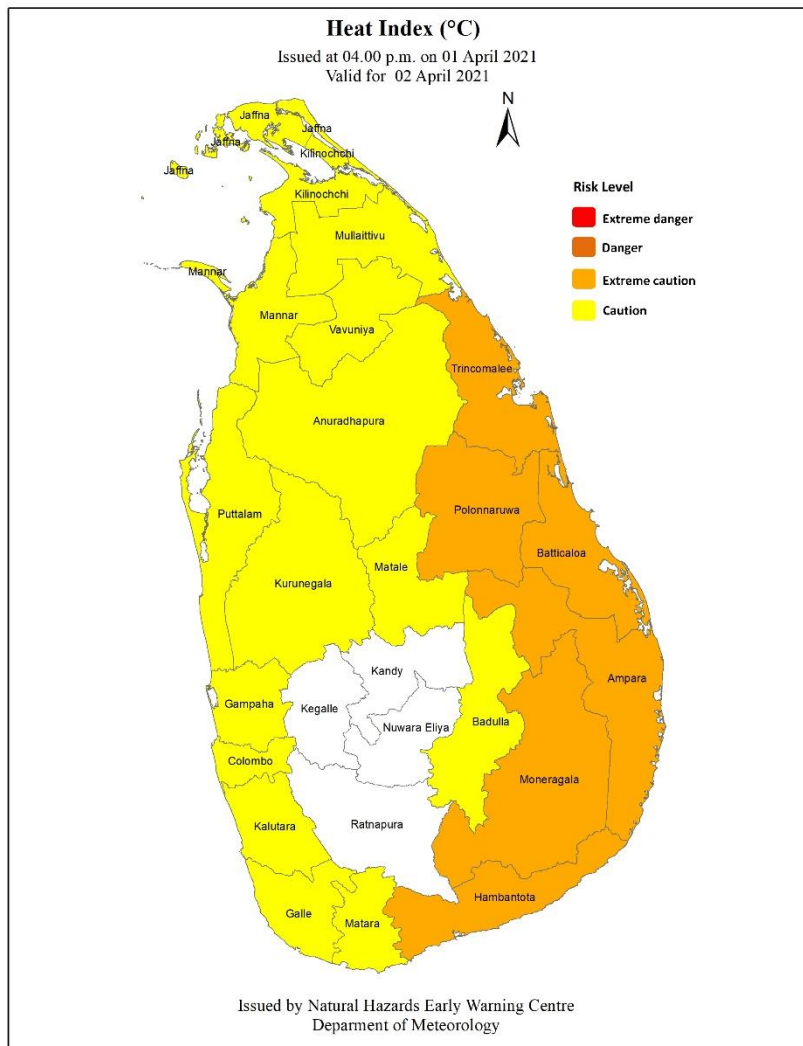 Heat Index (°C)
Issued at 04.00 p.m. on 01 April 2021
Valid for 02 April 2021
N
Jaffna
Jaffna
Jaffna
Kilinochchi
Jaffna
Kilinochchi
Mullaittivu
Mannar
Mannar
Vavuniya
Trincomalee
Anuradhapura
Polonnaruwa
Puttalam
Batticaloa
Matale
Kurunegala
Kandy
Ampara
Gampaha
Kegalle
Nuwara Eliya
Badulla
Colombo
Moneragala
Ratnapura
Kalutara
Hambantota
Galle
Matara
Risk Level
Extreme danger
Danger
Extreme caution
Caution
Issued by Natural Hazards Early Warning Centre
Deparment of Meteorology